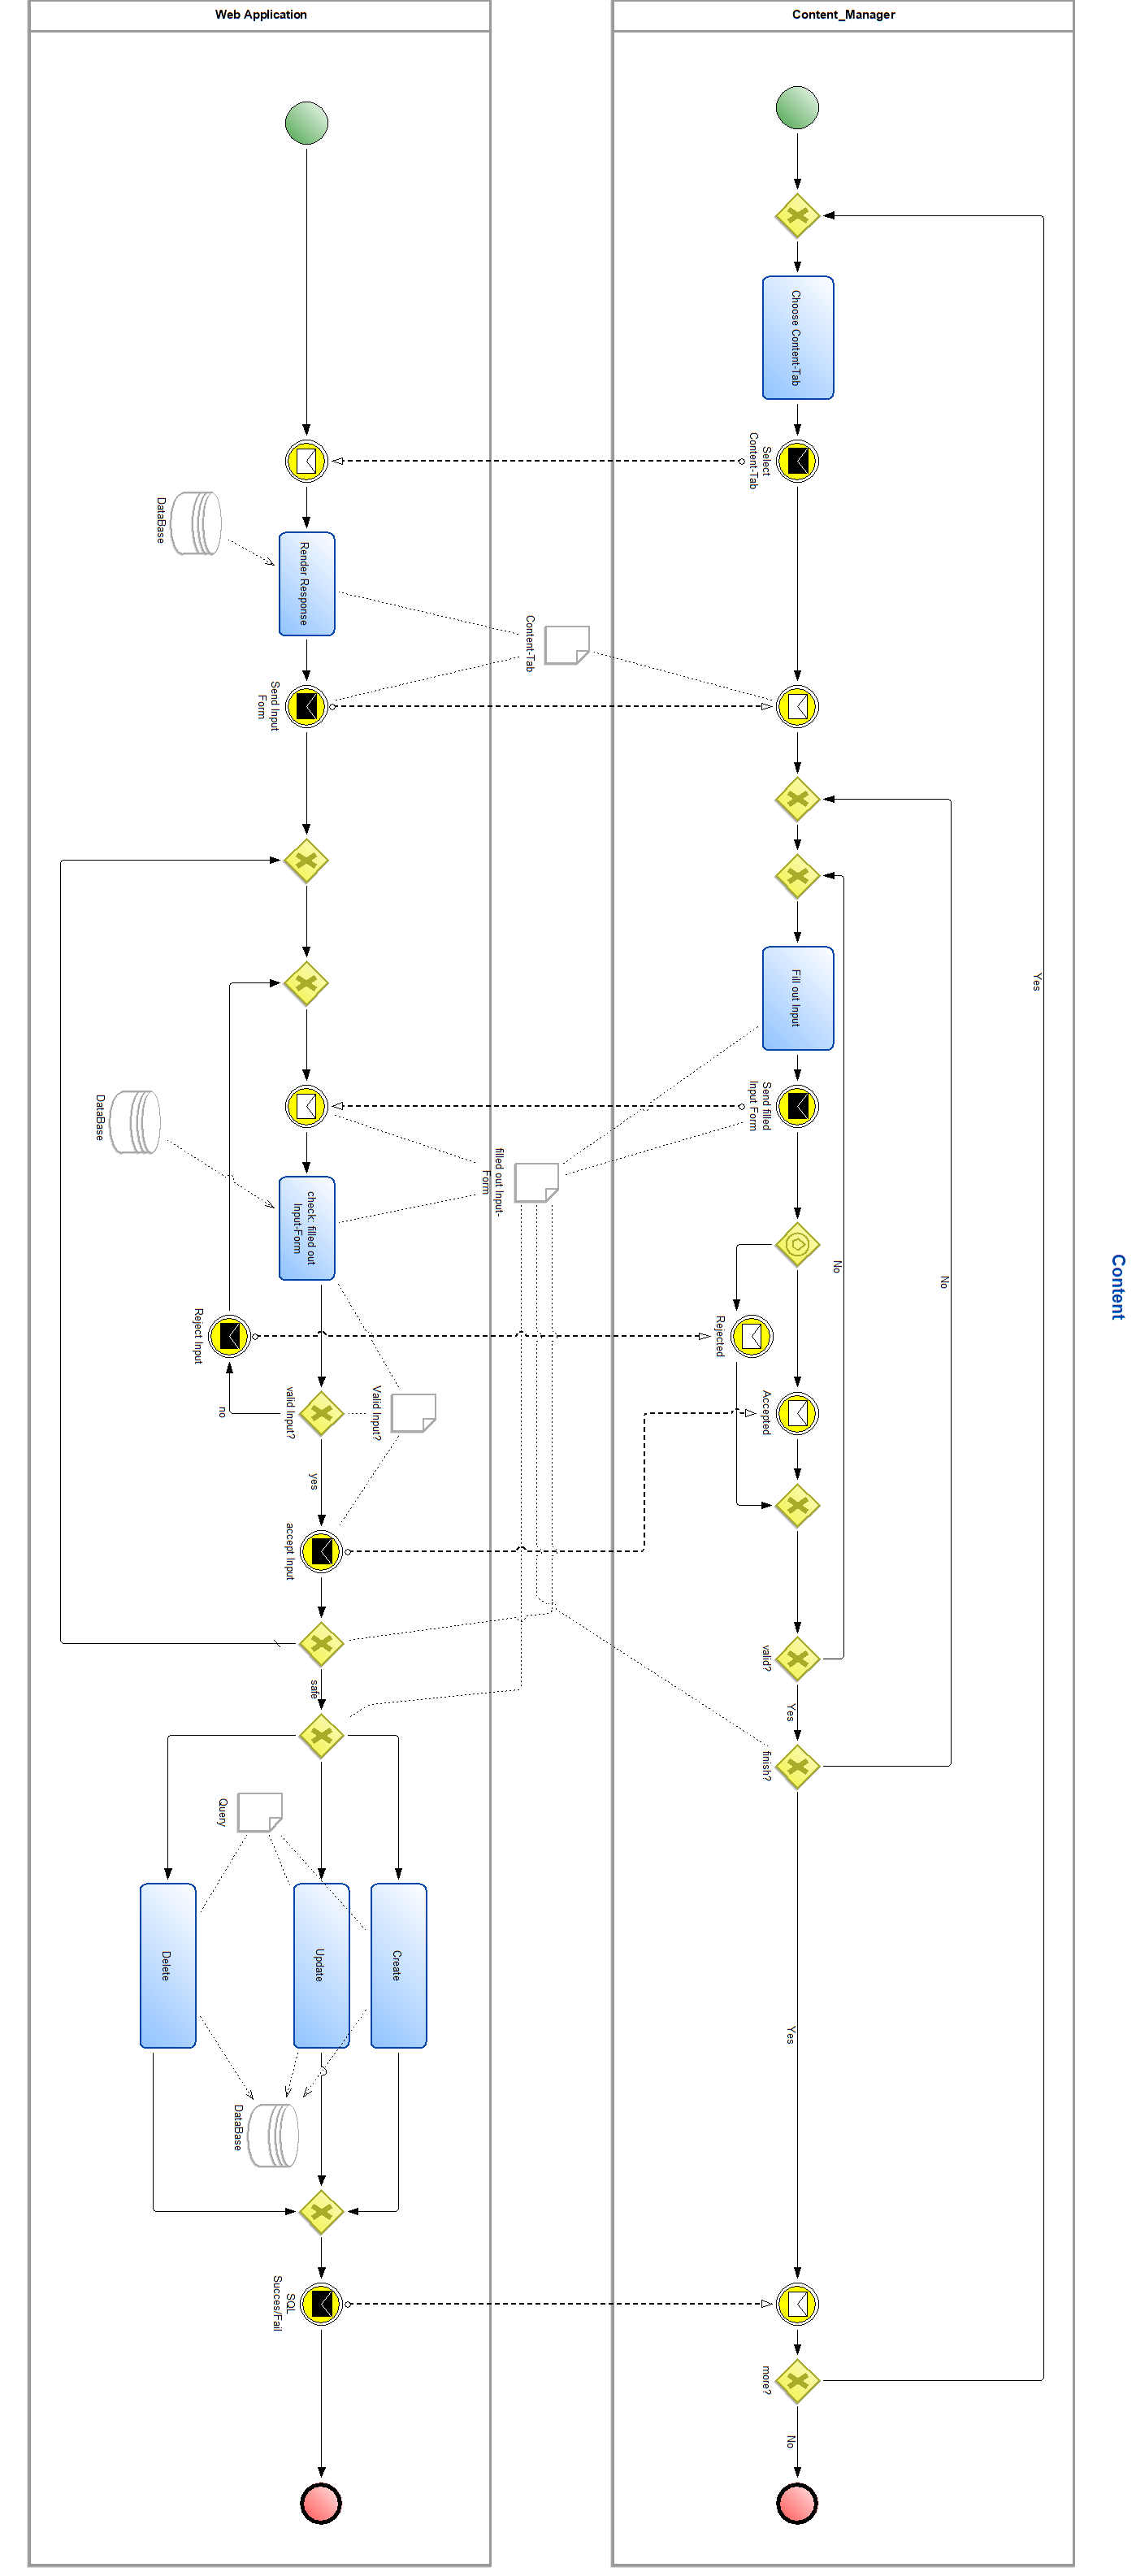 Web Application
Content_Manager
Content
Choose Content-Tab
Select
Content-Tab
DataBase
Render Response
Content-Tab
Send Input
Form
Yes
Fill out Input
Send filled
Input Form
DataBase
filled out Input-
Form
check: filled out
Input-Form
No
No
Reject Input
Rejected
no
valid Input?
Valid Input?
Accepted
yes
accept Input
valid?
safe
Yes
finish?
Query
Delete
Update
Create
Yes
DataBase
SQL
Succes/Fail
more?
No